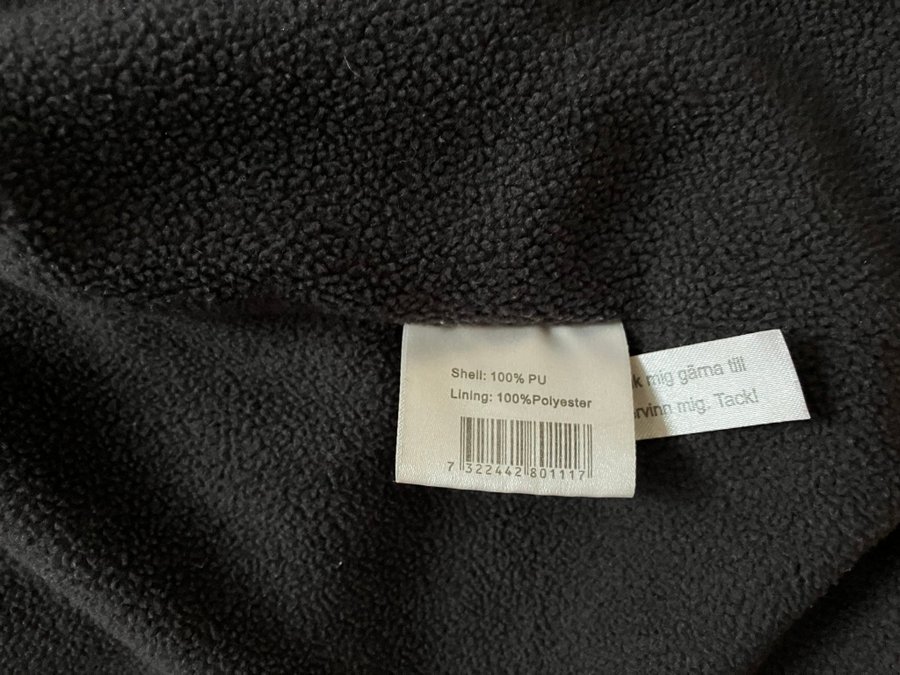 Shell: 100% PU
Lining: 100%Polyester
7 322442 801117
mig gärna till
mig. Tack!